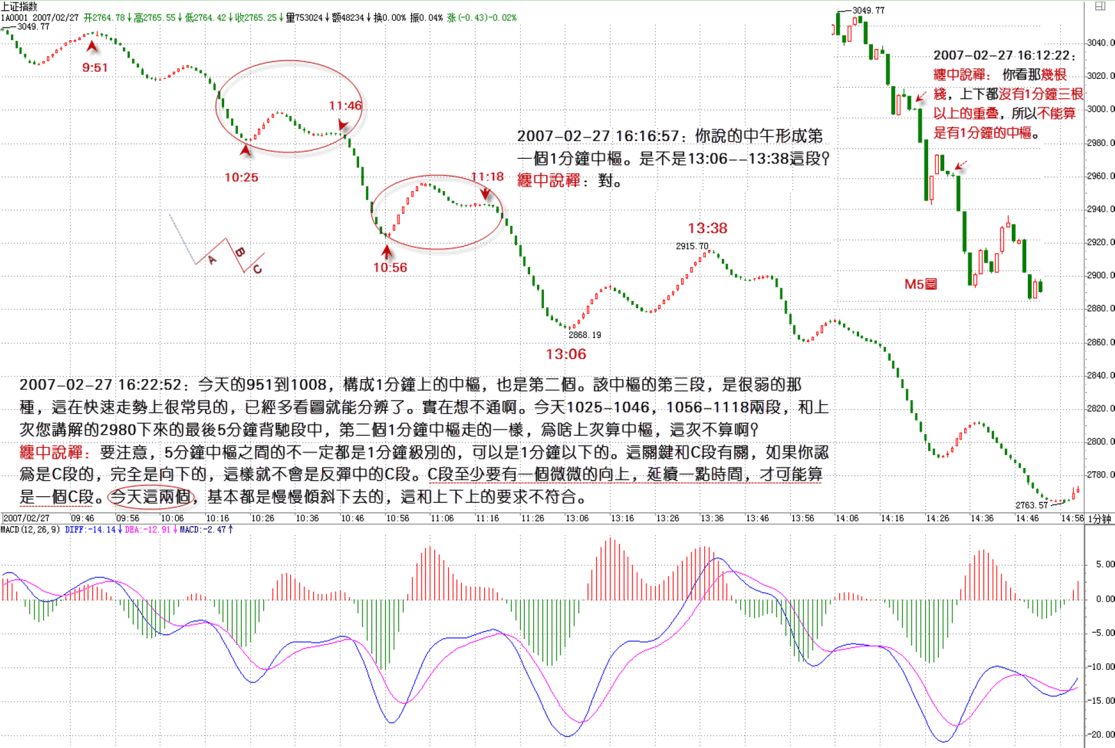 上证指数
1A0001 2007/02/27 开2764.78↓高2765.55↓低2764.42↓收2765.25↓量753024↓额48234↓换0.00% 振0.04% 涨(-0.43)-0.02%
3049.77
9:51
10:25
11:46
10:56
11:18
A
B
C
2007-02-27 16:16:57：你說的中午形成第
一個1分鐘中樞。是不是13:06--13:38這段?
纏中說禪：對。
3049.77
2007-02-27 16:12:22：
纏中說禪：你看那幾根
綫，上下都沒有1分鐘三根
以上的重疊，所以不能算
是有1分鐘的中樞。
M5圖
13:38
2915.70
2868.19
13:06
2007-02-27 16:22:52：今天的951到1008，構成1分鐘上的中樞，也是第二個。該中樞的第三段，是很弱的那
種，這在快速走勢上很常見的，已經多看圖就能分辨了。實在想不通啊。今天1025-1046，1056-1118兩段，和上
次您講解的2980下來的最後5分鐘背馳段中，第二個1分鐘中樞走的一樣，爲啥上次算中樞，這次不算啊?
纏中說禪：要注意，5分鐘中樞之間的不一定都是1分鐘級別的，可以是1分鐘以下的。這關鍵和C段有關，如果你認
爲是C段的，完全是向下的，這樣就不會是反彈中的C段。C段至少要有一個微微的向上，延續一點時間，才可能算
是一個C段。今天這兩個，基本都是慢慢傾斜下去的，這和上下上的要求不符合。
2763.57
3040.0
3020.0
3000.0
2980.0
2960.0
2940.0
2920.0
2900.0
2880.0
2860.0
2840.0
2820.0
2800.0
2780.0
2007/02/27 09:46 09:56 10:06 10:16 10:26 10:36 10:46 10:56 11:06 11:16 11:26 13:06 13:16 13:26 13:36 13:46 13:56 14:06 14:16 14:26 14:36 14:46 14:56 1分钟
MACD(12,26,9) DIFF:-14.14↓ DEA:-12.91↓ MACD:-2.47↑
5.00
0.00
-5.00
-10.00
-15.00
-20.00